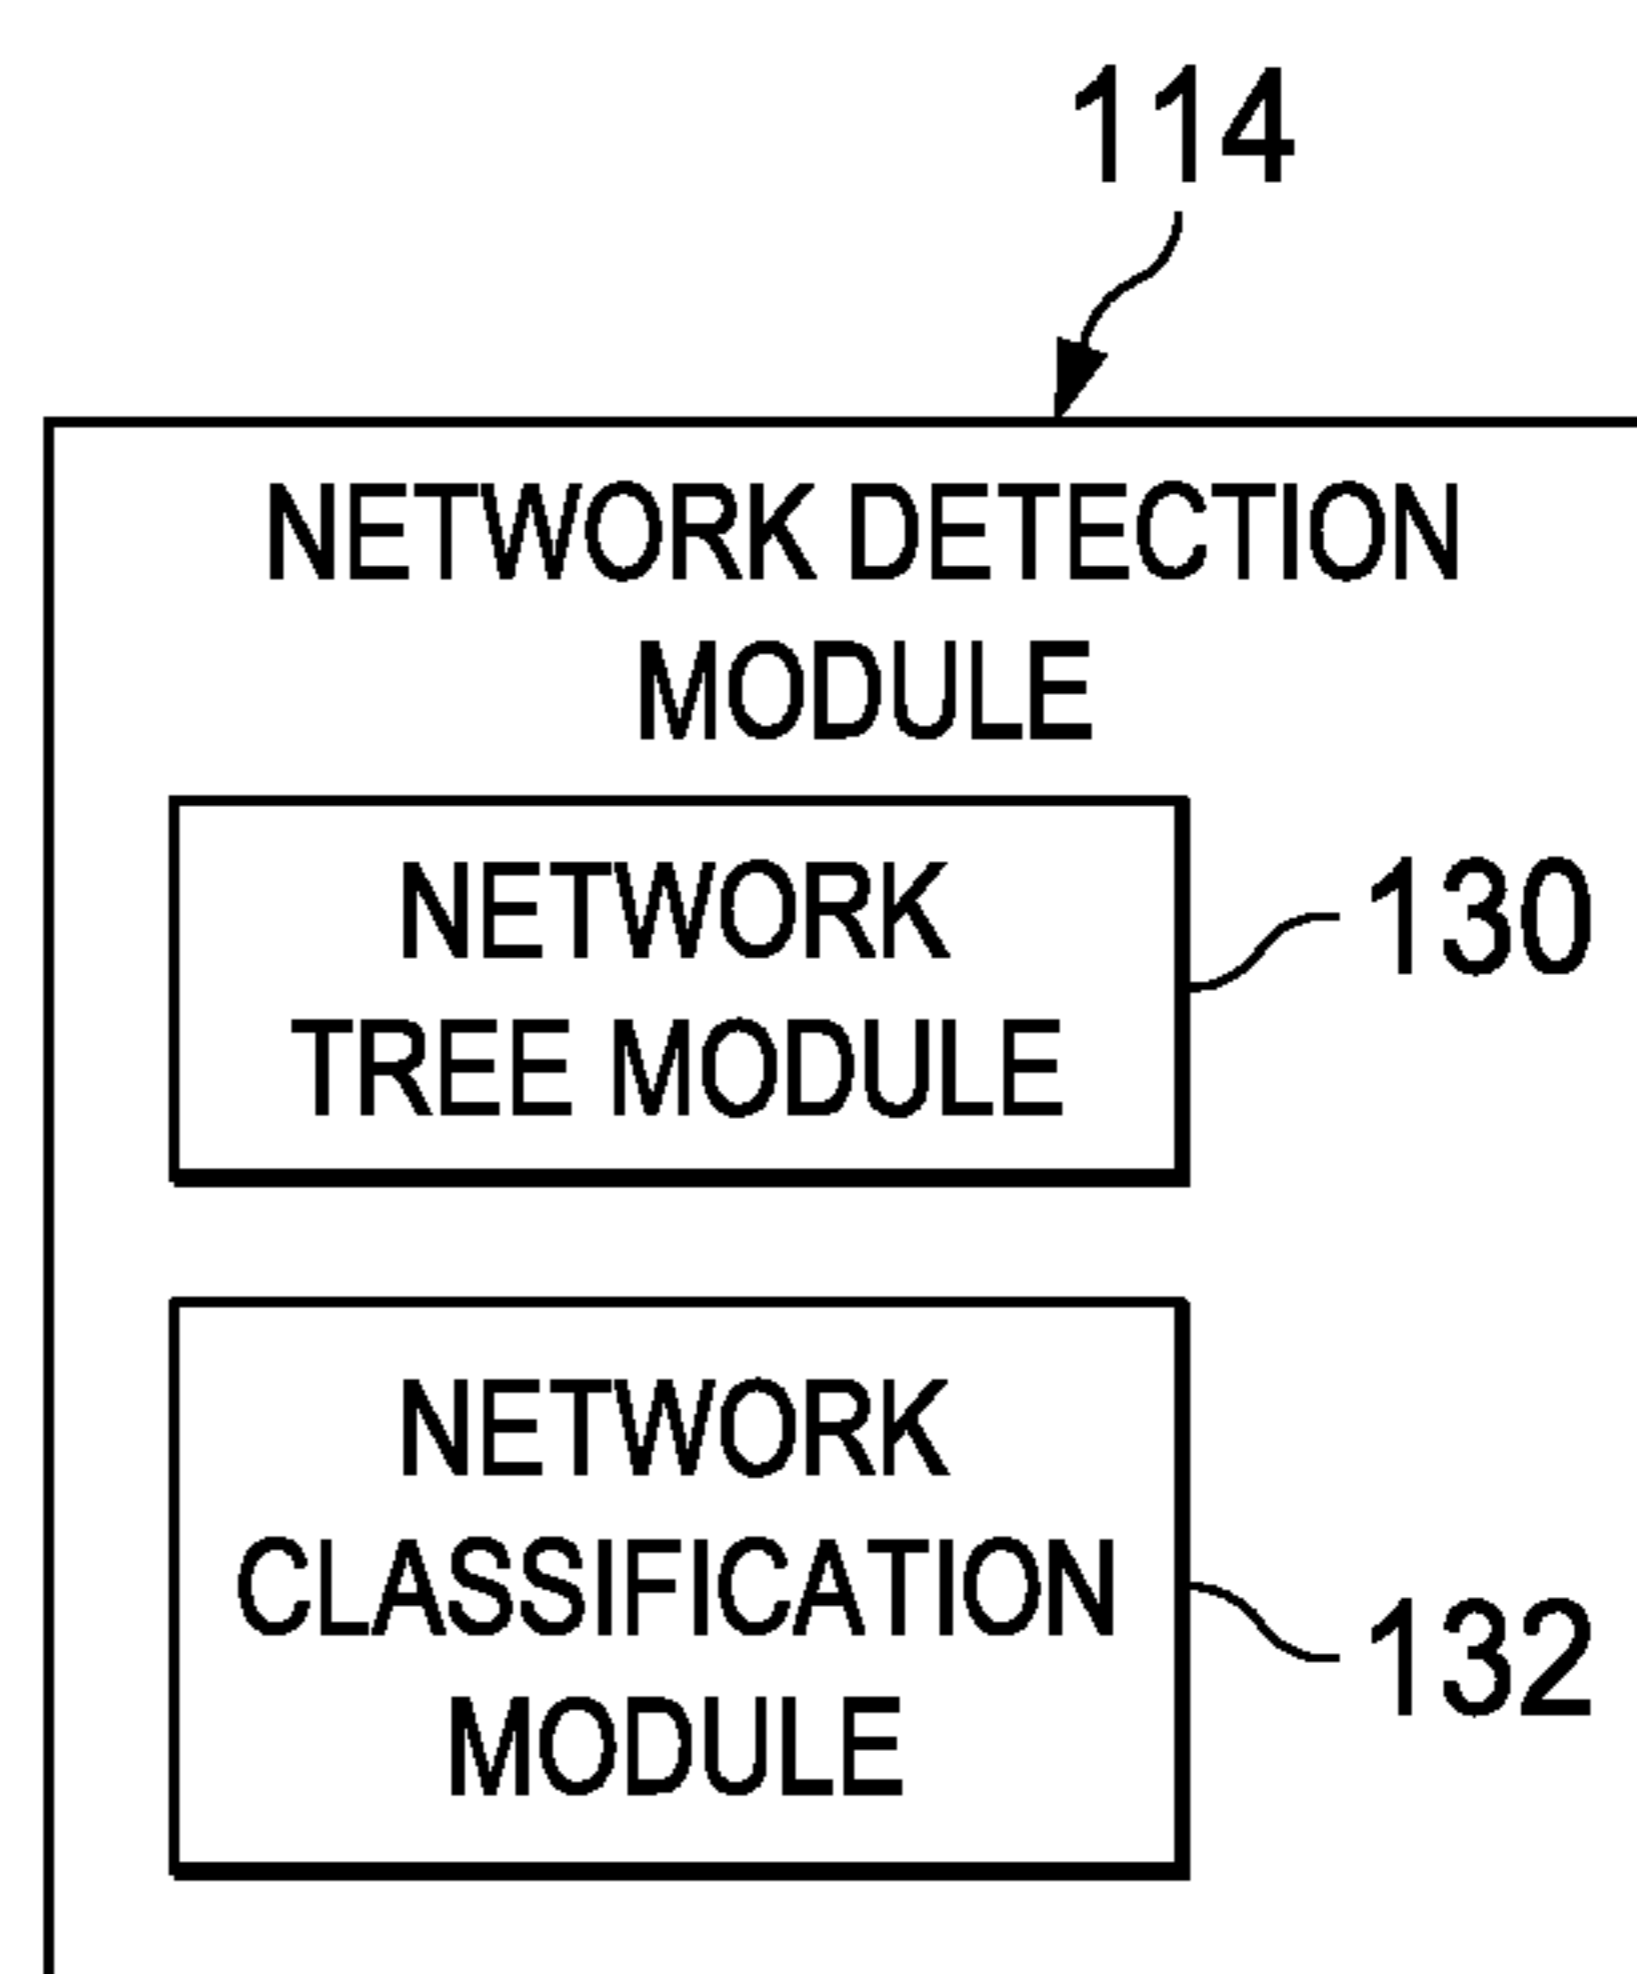 114
NETWORK DETECTION
MODULE
NETWORK
TREE MODULE
130
NETWORK
CLASSIFICATION
MODULE
132